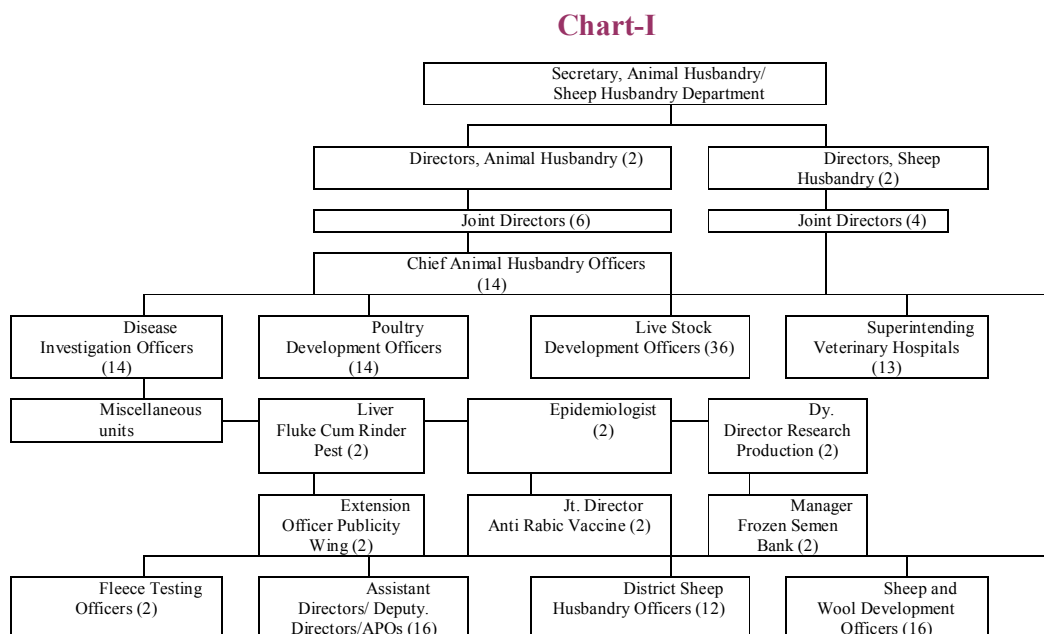 Chart-I
Secretary, Animal Husbandry/
Sheep Husbandry Department
Directors, Animal Husbandry (2)
Directors, Sheep
Husbandry (2)
Joint Directors (6)
Joint Directors (4)
Chief Animal Husbandry Officers
(14)
Disease
Investigation Officers
(14)
Poultry
Development Officers
(14)
Live Stock
Development Officers (36)
Superintending
Veterinary Hospitals
(13)
Miscellaneous
units
Liver
Fluke Cum Rinder
Pest (2)
Epidemiologist
(2)
Dy.
Director Research
Production (2)
Extension
Officer Publicity
Wing (2)
Jt. Director
Anti Rabic Vaccine (2)
Manager
Frozen Semen
Bank (2)
Fleece Testing
Officers (2)
Assistant
Directors/ Deputy.
Directors/APOs (16)
District Sheep
Husbandry Officers (12)
Sheep and
Wool Development
Officers (16)